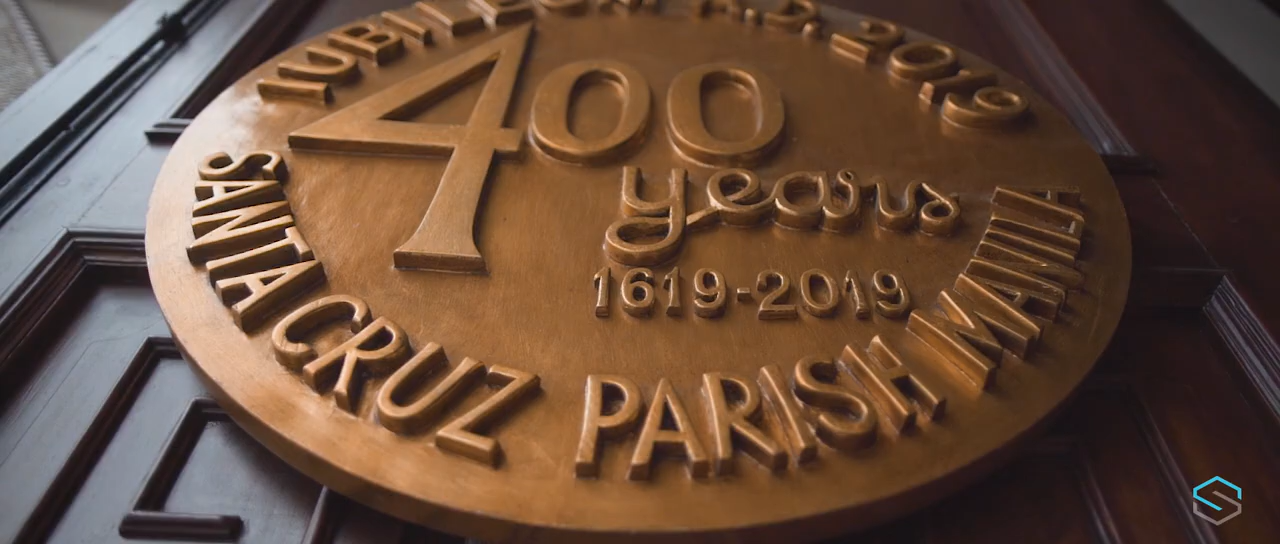 A.D. 2019
400
years
1619-2019
SANTA CRUZ PARISH MANILA